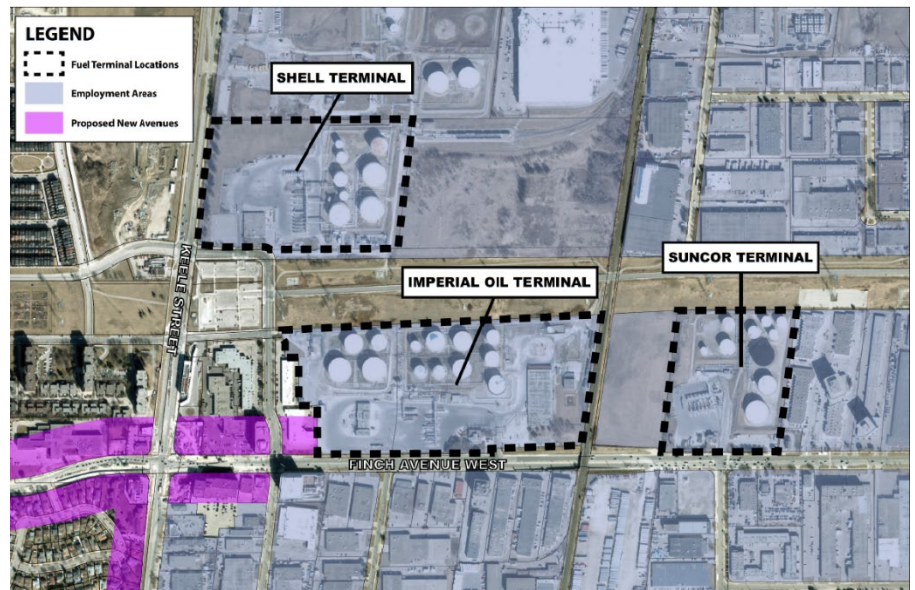 LEGEND
Fuel Terminal Locations
Employment Areas
Proposed New Avenues
SHELL TERMINAL
SUNCOR TERMINAL
IMPERIAL OIL TERMINAL
KEELE STREET
FINCH AVENUE WEST